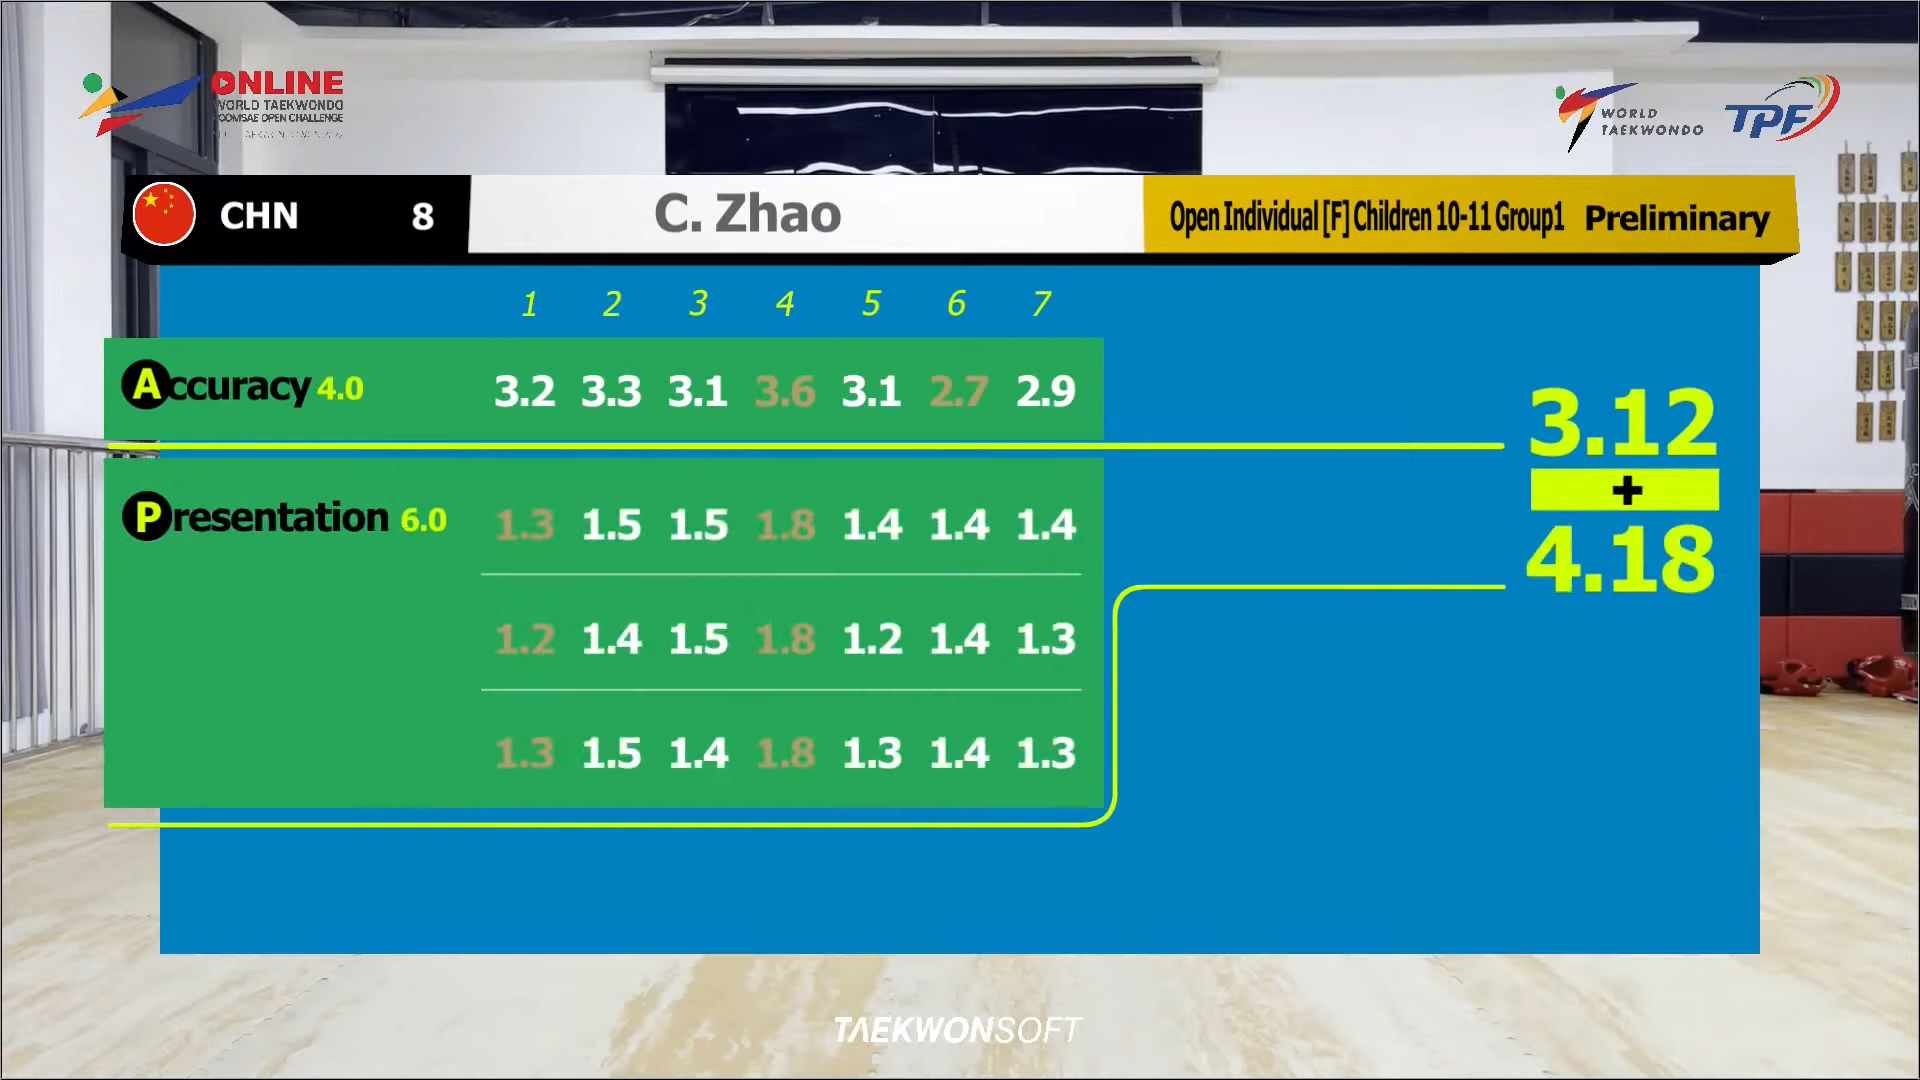 ONLINE
WORLD TAEKWONDO
POOMSAE OPEN CHALLENGE
WORLD
TAEKWONDO
TPF
CHN 8 C. Zhao Open Individual [F] Children 10-11 Group1 Preliminary
1 2 3 4 5 6 7
Accuracy 4.0 3.2 3.3 3.1 3.6 3.1 2.7 2.9
3.12
+
4.18
Presentation 6.0 1.3 1.5 1.5 1.8 1.4 1.4 1.4
1.2 1.4 1.5 1.8 1.2 1.4 1.3
1.3 1.5 1.4 1.8 1.3 1.4 1.3
TAEKWONSOFT